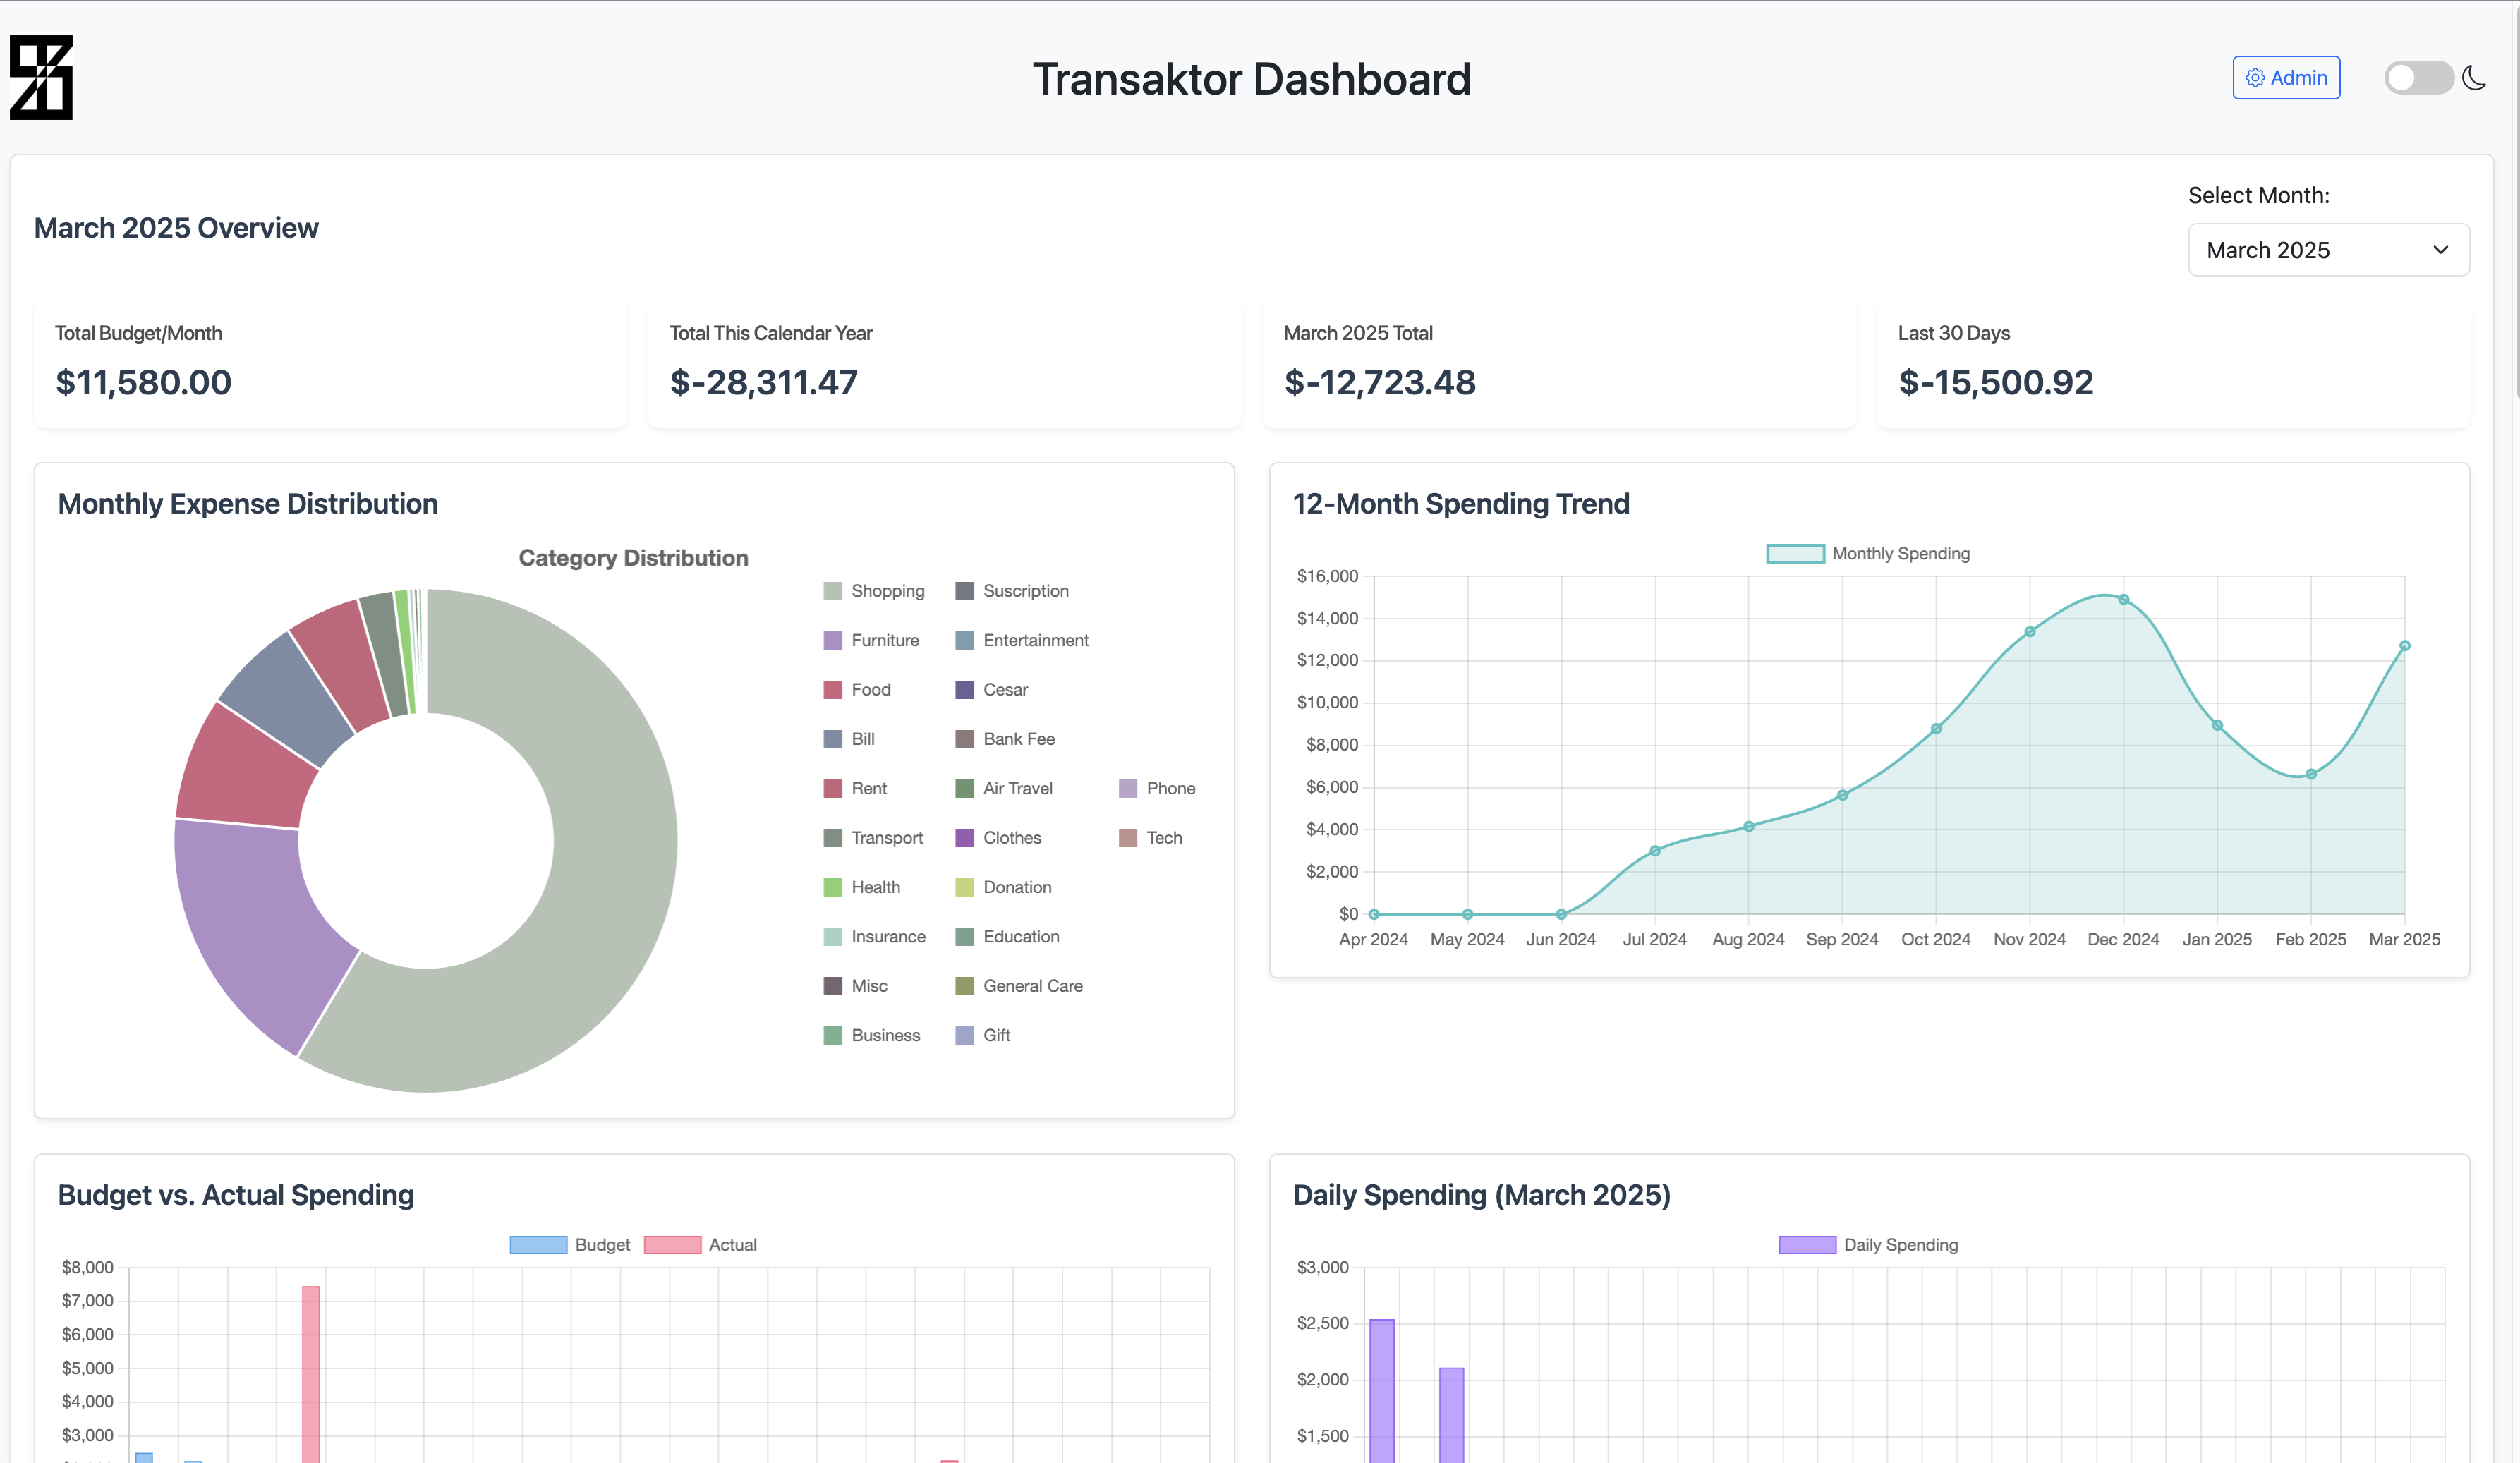 Transaktor Dashboard
Admin
March 2025 Overview
Select Month:
March 2025
Total Budget/Month
$11,580.00
Total This Calendar Year
$-28,311.47
March 2025 Total
$-12,723.48
Last 30 Days
$-15,500.92
Monthly Expense Distribution
Category Distribution
Shopping
Furniture
Food
Bill
Rent
Transport
Health
Insurance
Misc
Business
Suscription
Entertainment
Cesar
Bank Fee
Air Travel
Clothes
Donation
Education
General Care
Gift
Phone
Tech
12-Month Spending Trend
Monthly Spending
$16,000
$14,000
$12,000
$10,000
$8,000
$6,000
$4,000
$2,000
$0
Apr 2024 May 2024 Jun 2024 Jul 2024 Aug 2024 Sep 2024 Oct 2024 Nov 2024 Dec 2024 Jan 2025 Feb 2025 Mar 2025
Budget vs. Actual Spending
Budget Actual
$8,000
$7,000
$6,000
$5,000
$4,000
$3,000
Daily Spending (March 2025)
Daily Spending
$3,000
$2,500
$2,000
$1,500